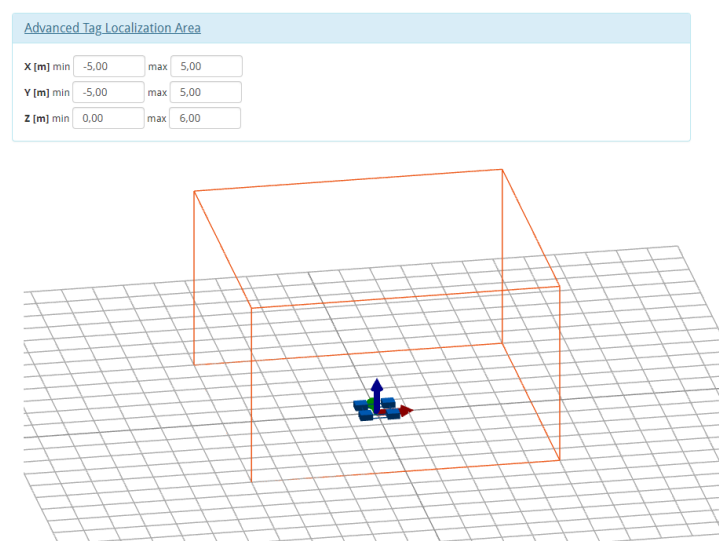 Advanced Tag Localization Area
X [m] min -5,00 max 5,00
Y [m] min -5,00 max 5,00
Z [m] min 0,00 max 6,00